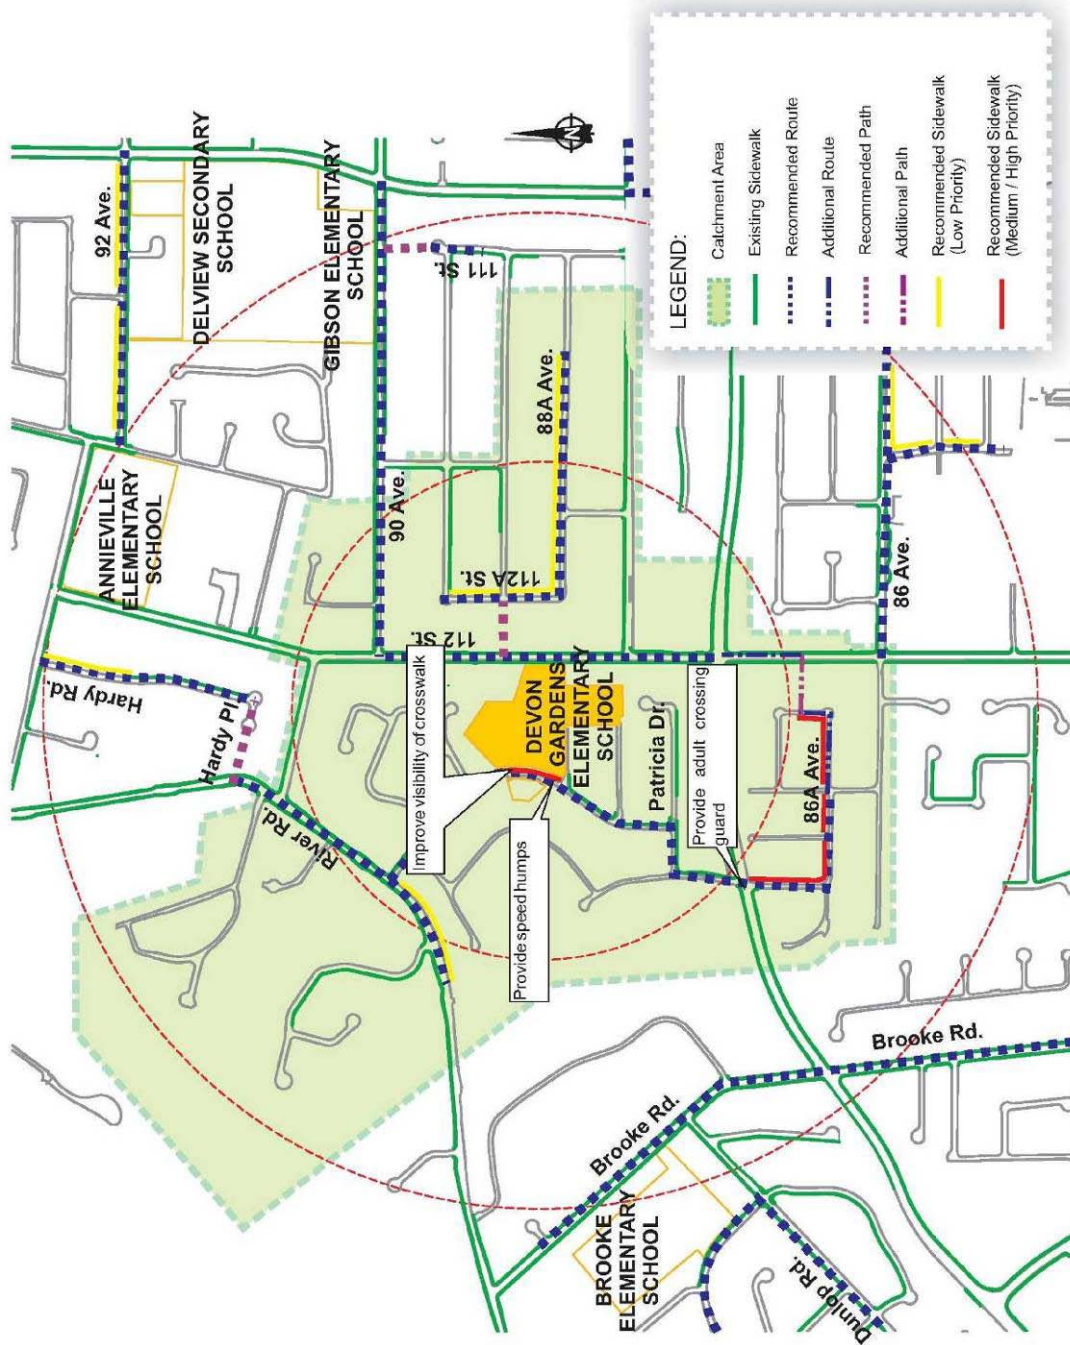 92 Ave.
DELVIEW SECONDARY
SCHOOL
GIBSON ELEMENTARY
SCHOOL
ANNIEVILLE
ELEMENTARY
SCHOOL
N
111 St.
90 Ave.
88A Ave.
112A St.
112 St.
Hardy Rd.
Hardy Pl.
River Rd.
Improve visibility of crosswalk
DEVON
GARDENS
ELEMENTARY
SCHOOL
Provide speed humps
Patricia Dr.
Provide adult crossing
guard
86A Ave.
86 Ave.
Brooke Rd.
Brooke Rd.
BROOKE
ELEMENTARY
SCHOOL
Dunlop Rd.
LEGEND:
Catchment Area
Existing Sidewalk
Recommended Route
Additional Route
Recommended Path
Additional Path
Recommended Sidewalk
(Low Priority)
Recommended Sidewalk
(Medium / High Priority)